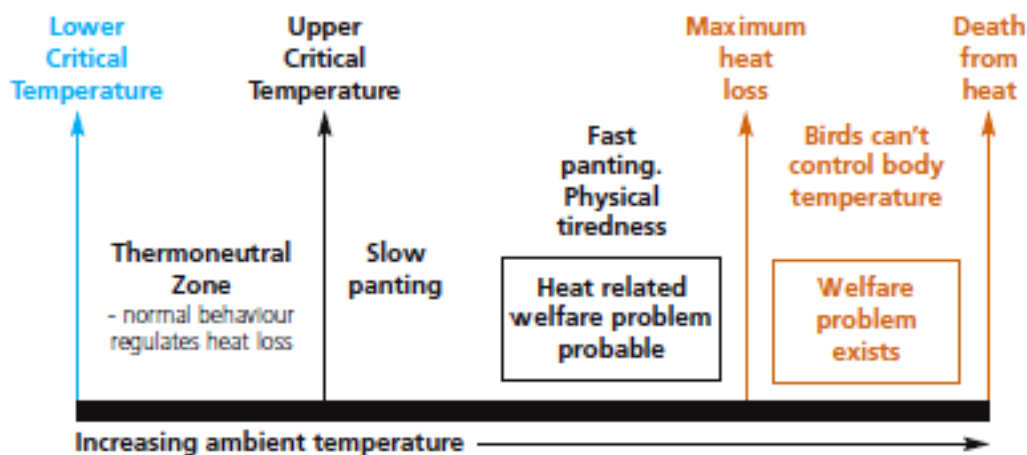 Lower
Critical
Temperature
Upper
Critical
Temperature
Maximum
heat
loss
Death
from
heat
Thermoneutral
Zone
- normal behaviour
regulates heat loss
Slow
panting
Fast
panting.
Physical
tiredness
Heat related
welfare problem
probable
Birds can't
control body
temperature
Welfare
problem
exists
Increasing ambient temperature